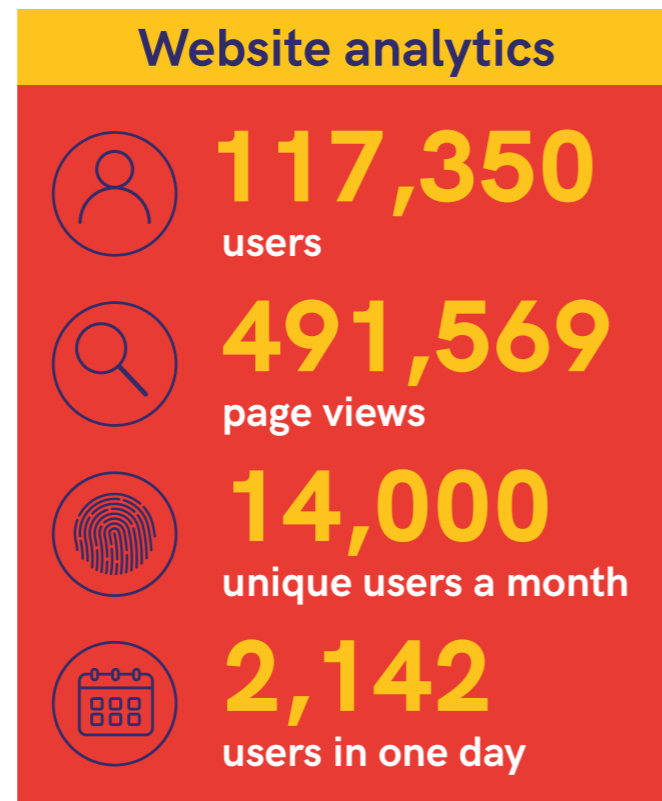 Website analytics
117,350
users
491,569
page views
14,000
unique users a month
2,142
users in one day